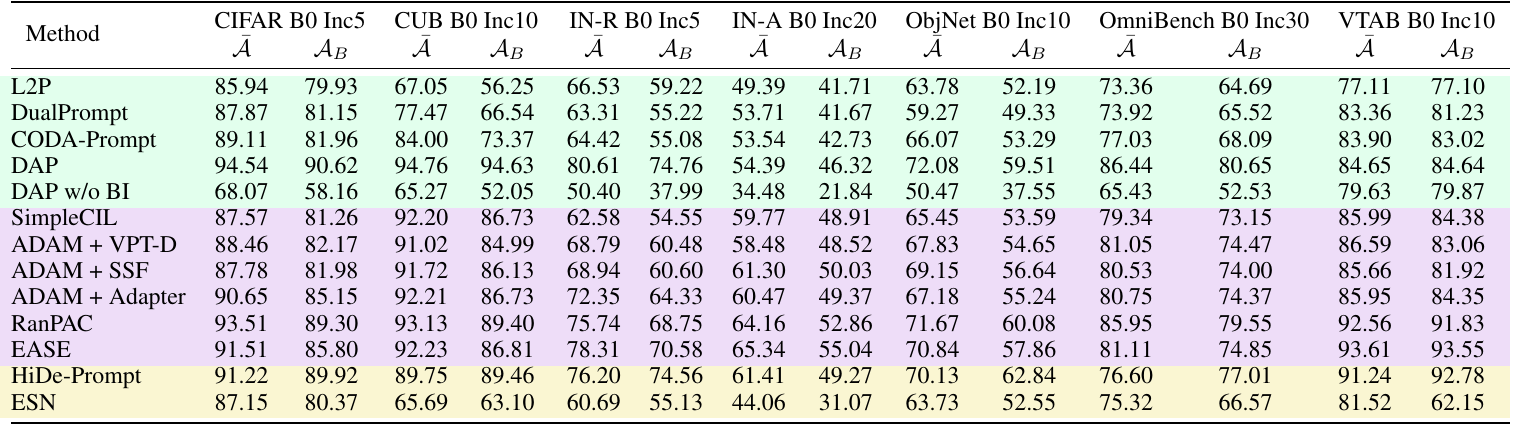 Method CIFAR B0 Inc5 CUB B0 Inc10 IN-R B0 Inc5 IN-A B0 Inc20 ObjNet B0 Inc10 OmniBench B0 Inc30 VTAB B0 Inc10
𝒜̄ 𝒜_B 𝒜̄ 𝒜_B 𝒜̄ 𝒜_B 𝒜̄ 𝒜_B 𝒜̄ 𝒜_B 𝒜̄ 𝒜_B 𝒜̄ 𝒜_B
L2P 85.94 79.93 67.05 56.25 66.53 59.22 49.39 41.71 63.78 52.19 73.36 64.69 77.11 77.10
DualPrompt 87.87 81.15 77.47 66.54 63.31 55.22 53.71 41.67 59.27 49.33 73.92 65.52 83.36 81.23
CODA-Prompt 89.11 81.96 84.00 73.37 64.42 55.08 53.54 42.73 66.07 53.29 77.03 68.09 83.90 83.02
DAP 94.54 90.62 94.76 94.63 80.61 74.76 54.39 46.32 72.08 59.51 86.44 80.65 84.65 84.64
DAP w/o BI 68.07 58.16 65.27 52.05 50.40 37.99 34.48 21.84 50.47 37.55 65.43 52.53 79.63 79.87
SimpleCIL 87.57 81.26 92.20 86.73 62.58 54.55 59.77 48.91 65.45 53.59 79.34 73.15 85.99 84.38
ADAM + VPT-D 88.46 82.17 91.02 84.99 68.79 60.48 58.48 48.52 67.83 54.65 81.05 74.47 86.59 83.06
ADAM + SSF 87.78 81.98 91.72 86.13 68.94 60.60 61.30 50.03 69.15 56.64 80.53 74.00 85.66 81.92
ADAM + Adapter 90.65 85.15 92.21 86.73 72.35 64.33 60.47 49.37 67.18 55.24 80.75 74.37 85.95 84.35
RanPAC 93.51 89.30 93.13 89.40 75.74 68.75 64.16 52.86 71.67 60.08 85.95 79.55 92.56 91.83
EASE 91.51 85.80 92.23 86.81 78.31 70.58 65.34 55.04 70.84 57.86 81.11 74.85 93.61 93.55
HiDe-Prompt 91.22 89.92 89.75 89.46 76.20 74.56 61.41 49.27 70.13 62.84 76.60 77.01 91.24 92.78
ESN 87.15 80.37 65.69 63.10 60.69 55.13 44.06 31.07 63.73 52.55 75.32 66.57 81.52 62.15